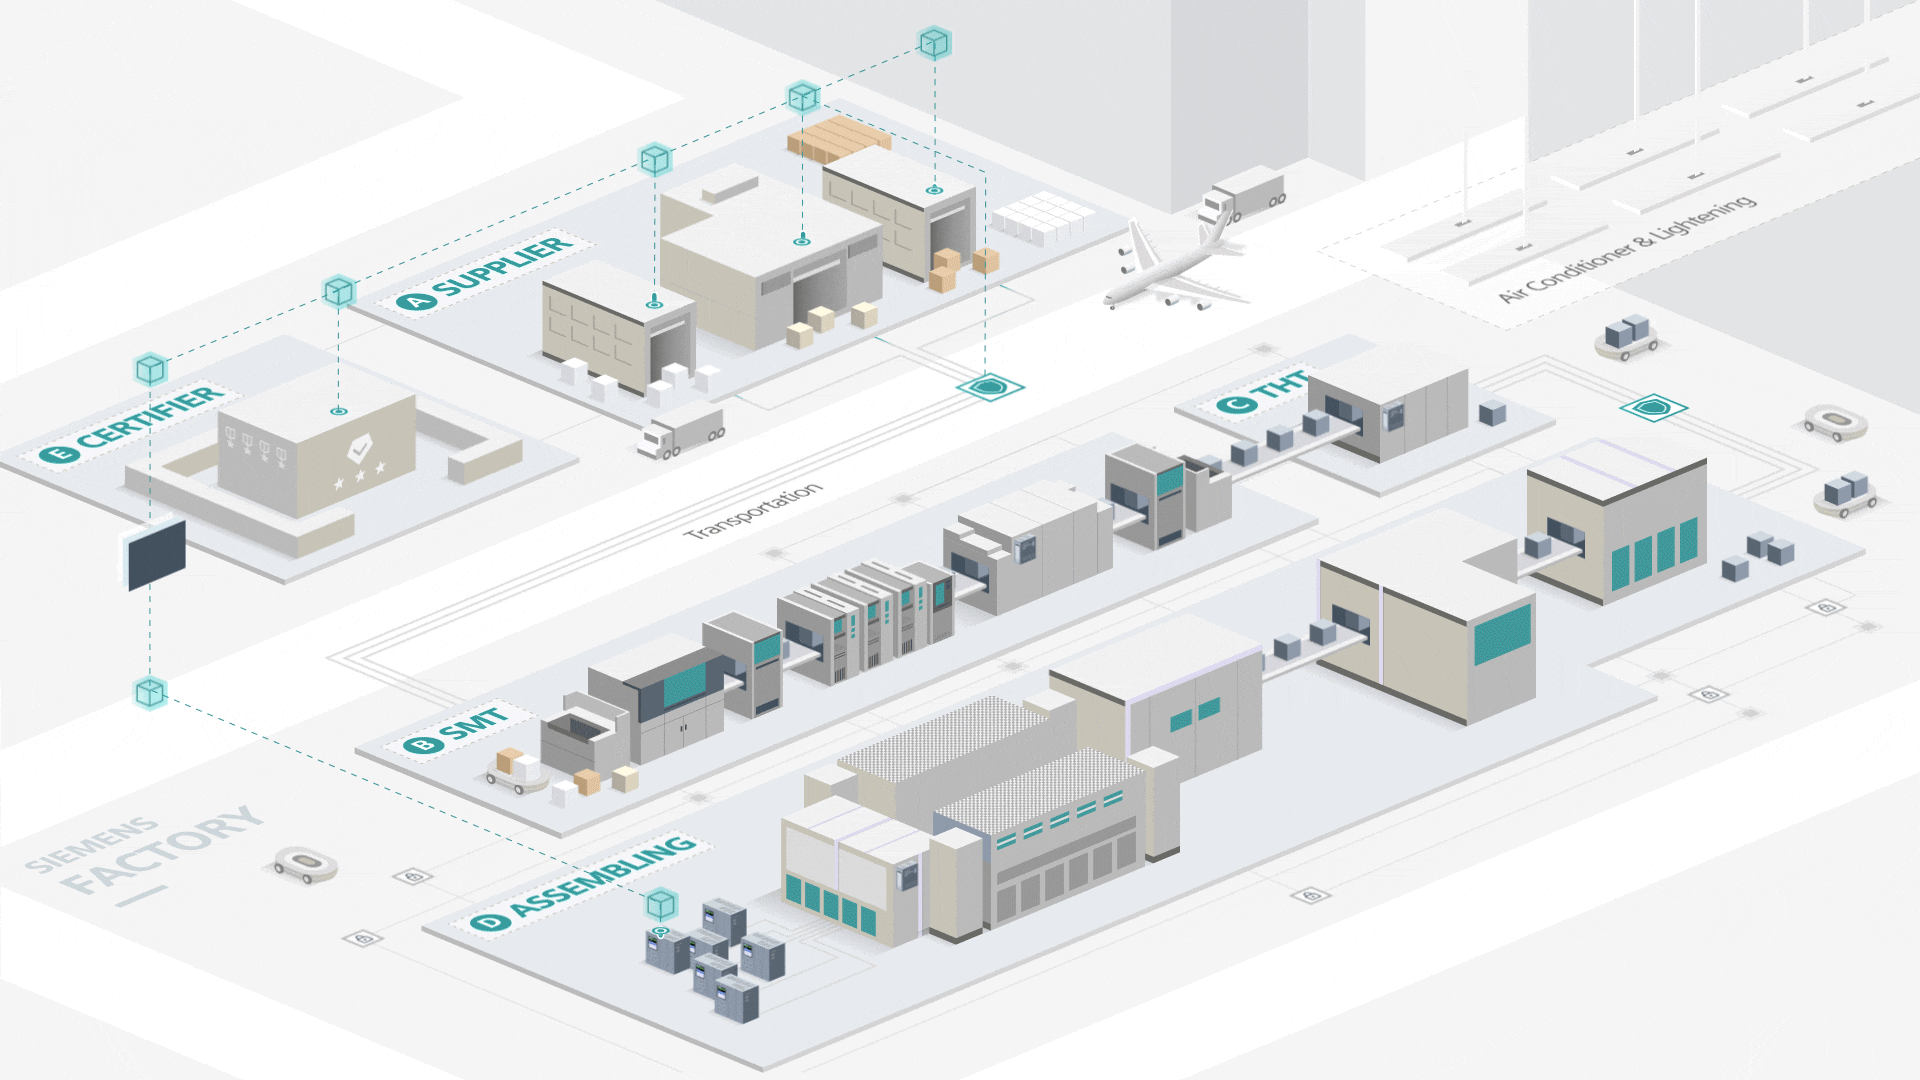 A SUPPLIER
Air Conditioner & Lightening
E CERTIFIER
C THT
Transportation
B SMT
SIEMENS
FACTORY
D ASSEMBLING